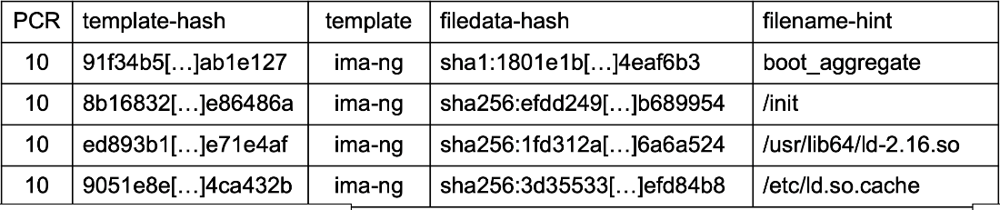 PCR template-hash template filedata-hash filename-hint
10 91f34b5[…]ab1e127 ima-ng sha1:1801e1b[…]4eaf6b3 boot_aggregate
10 8b16832[…]e86486a ima-ng sha256:efdd249[…]b689954 /init
10 ed893b1[…]e71e4af ima-ng sha256:1fd312a[…]6a6a524 /usr/lib64/ld-2.16.so
10 9051e8e[…]4ca432b ima-ng sha256:3d35533[…]efd84b8 /etc/ld.so.cache